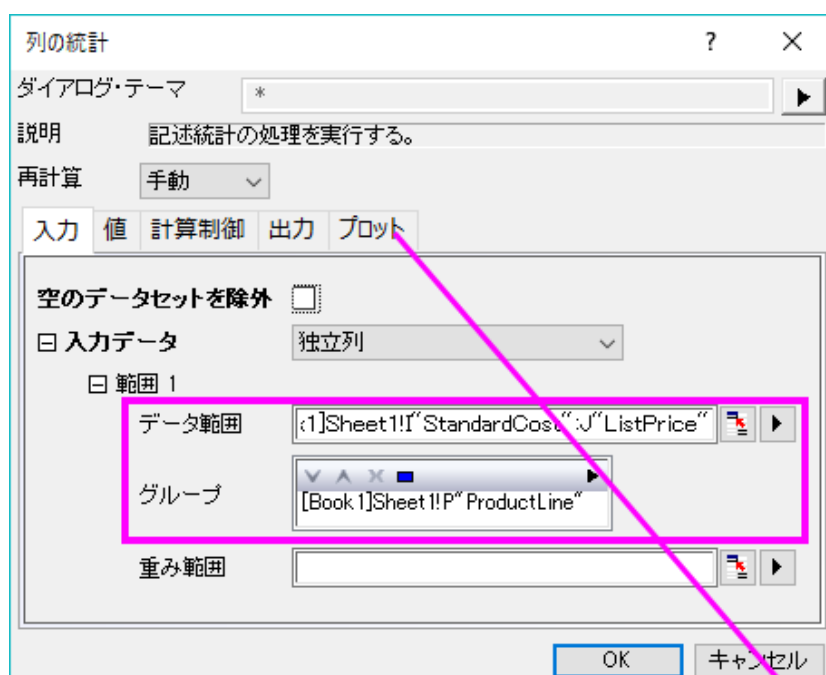 列の統計 ?
ダイアログ・テーマ *
説明 記述統計の処理を実行する。
再計算 手動
入力 値 計算制御 出力 プロット
空のデータセットを除外
入力データ 独立列
範囲 1
データ範囲 1]Sheet1!I"StandardCost":J"ListPrice"
グループ [Book1]Sheet1!P"ProductLine"
重み範囲
OK キャンセル